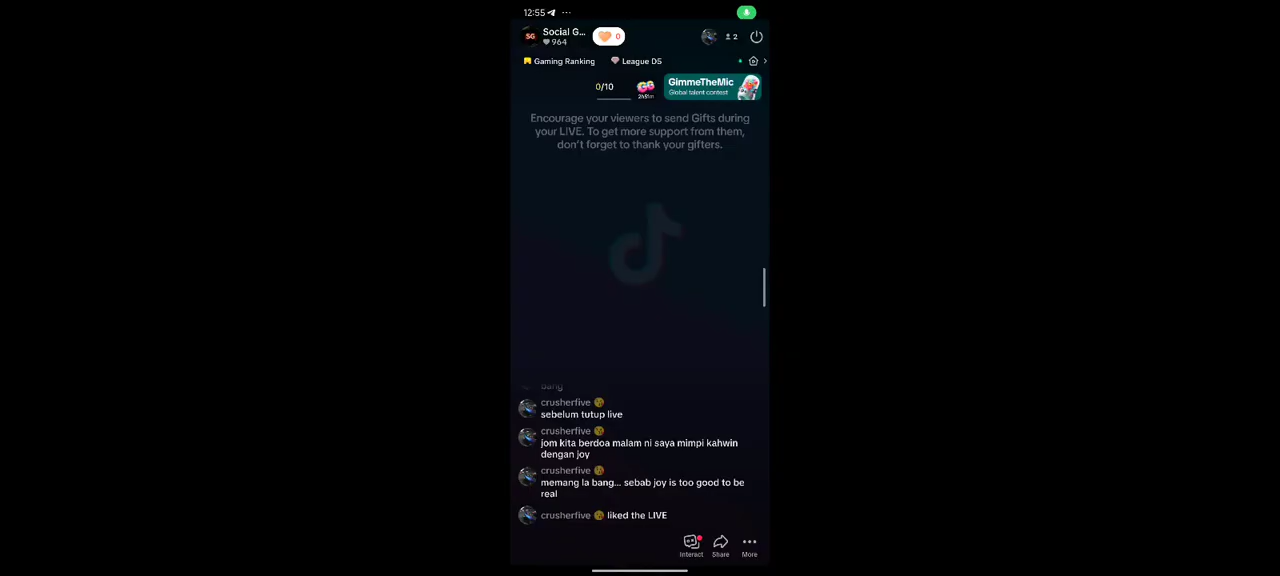 12:55
SG Social G... 0
964
2
Gaming Ranking League D5
0/10
GG
2h51m
GimmeTheMic
Global talent contest
Encourage your viewers to send Gifts during
your LIVE. To get more support from them,
don't forget to thank your gifters.
bang
crusherfive
sebelum tutup live
crusherfive
jom kita berdoa malam ni saya mimpi kahwin
dengan joy
crusherfive
memang la bang... sebab joy is too good to be
real
crusherfive liked the LIVE
Interact Share More